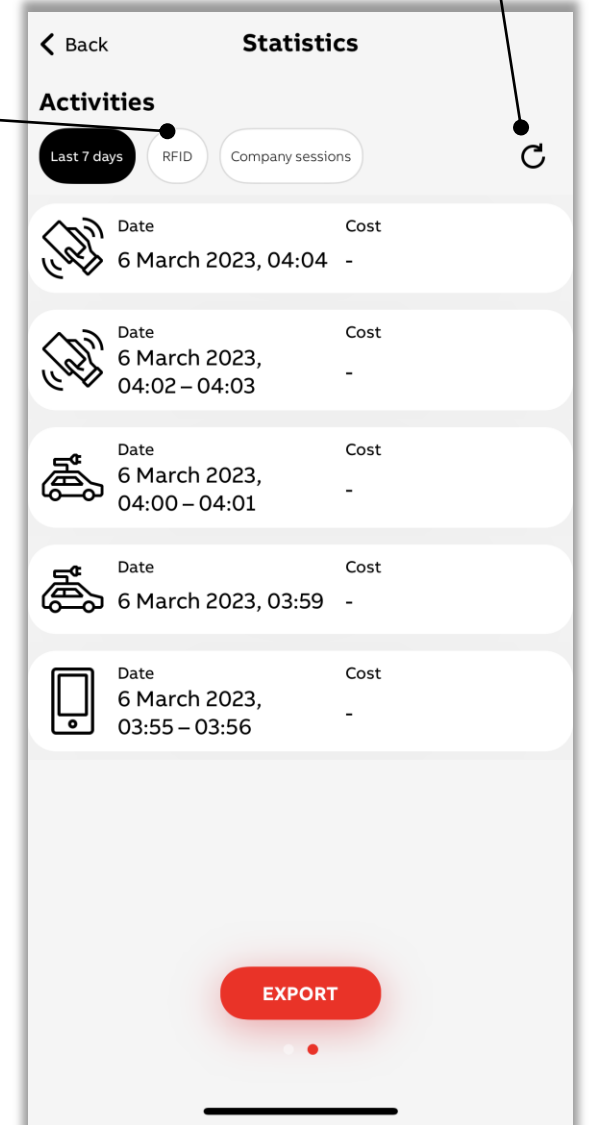 Back
Statistics
Activities
Last 7 days
RFID
Company sessions
Date
Cost
6 March 2023, 04:04
-
Date
Cost
6 March 2023,
04:02 – 04:03
-
Date
Cost
6 March 2023,
04:00 – 04:01
-
Date
Cost
6 March 2023, 03:59
-
Date
Cost
6 March 2023,
03:55 – 03:56
-
EXPORT